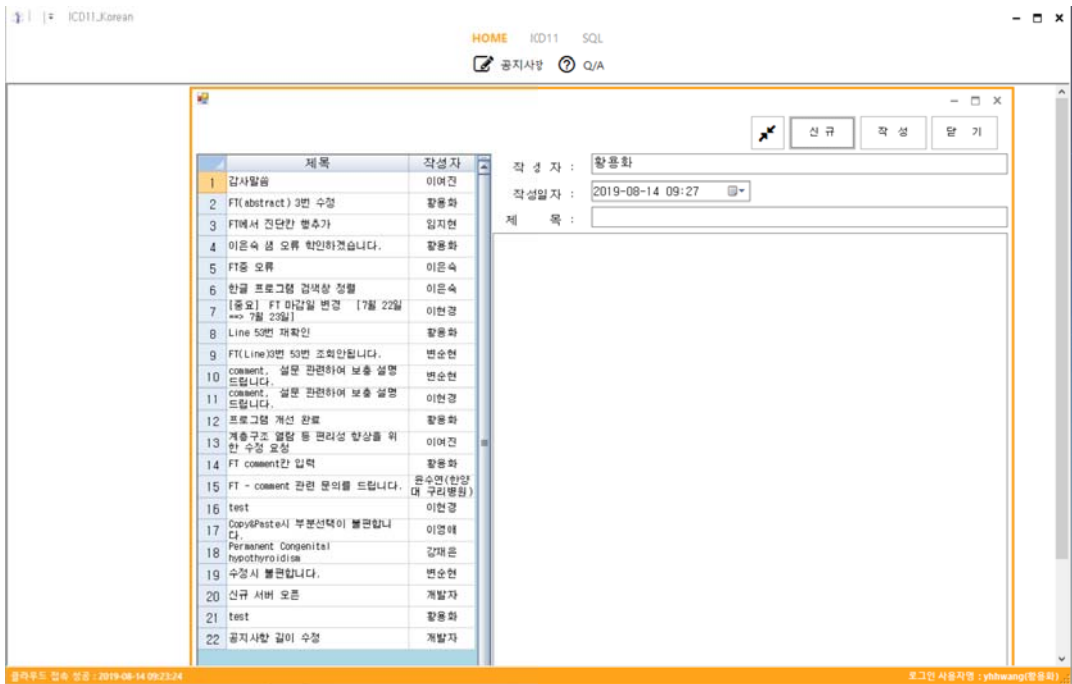 ICD11_Korean
HOME ICD11 SQL
공지사항 Q/A
신 규 작 성 닫 기
제목 작성자
작 성 자 : 황용화
작성일자 : 2019-08-14 09:27
제 목 :
1 감사말씀 이여진
2 FT(abstract) 3번 수정 황용화
3 FT에서 진단칸 행추가 임지현
4 이은숙 샘 오류 확인하겠습니다. 황용화
5 FT중 오류 이은숙
6 한글 프로그램 검색창 정렬 이은숙
7 [중요] FT 마감일 변경 [7월 22일
==> 7월 23일] 이현경
8 Line 53번 재확인 황용화
9 FT(Line)3번 53번 조회안됩니다. 변순현
10 comment, 설문 관련하여 보충 설명
드립니다. 변순현
11 comment, 설문 관련하여 보충 설명
드립니다. 이현경
12 프로그램 개선 완료 황용화
13 계층구조 열람 등 편리성 향상을 위
한 수정 요청 이여진
14 FT comment칸 입력 황용화
15 FT - comment 관련 문의를 드립니다. 윤수연(한양
대 구리병원)
16 test 이현경
17 Copy&Paste시 부분선택이 불편합니
다. 이영애
18 Permanent Congenital
hypothyroidism 강재은
19 수정시 불편합니다. 변순현
20 신규 서버 오픈 개발자
21 test 황용화
22 공지사항 길이 수정 개발자
클라우드 접속 성공 : 2019-08-14 09:23:24
로그인 사용자명 : yhhwang(황용화)